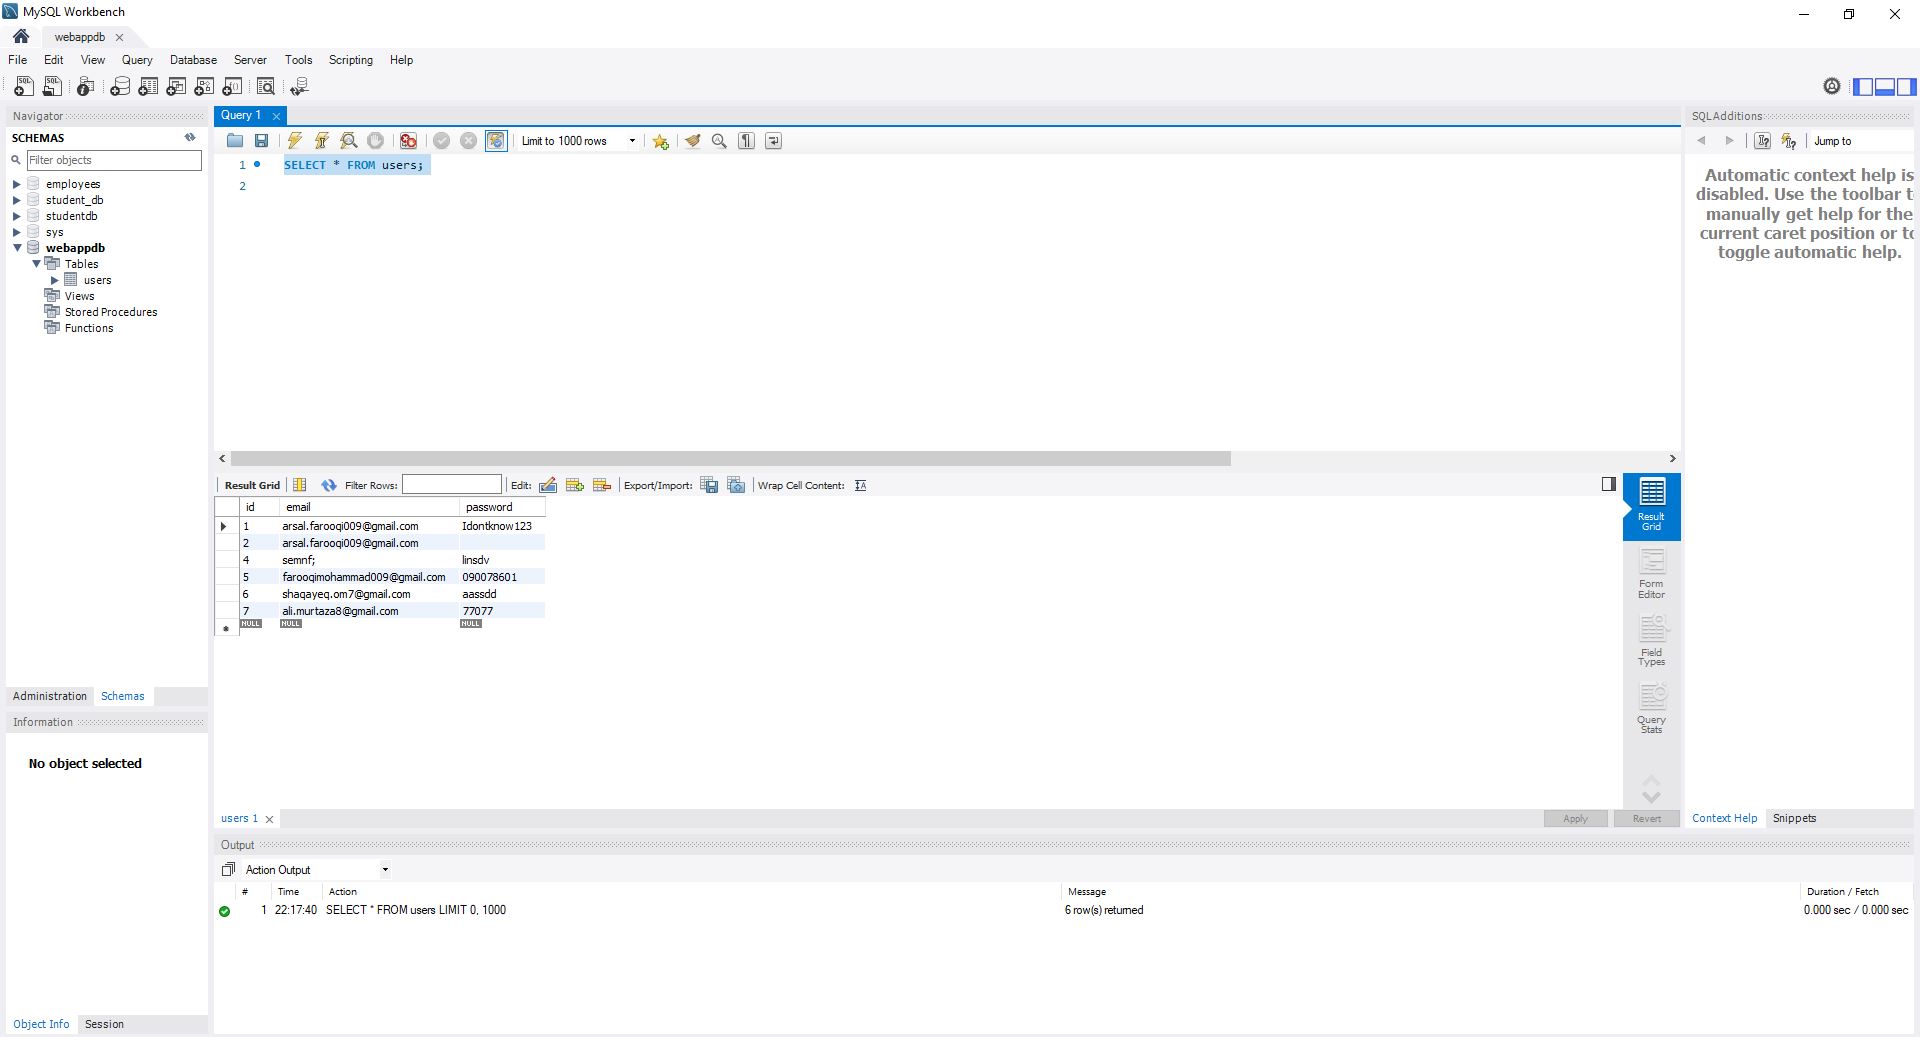 MySQL Workbench
webappdb
File Edit View Query Database Server Tools Scripting Help
Navigator
SCHEMAS
Filter objects
employees
student_db
studentdb
sys
webappdb
Tables
users
Views
Stored Procedures
Functions
Administration Schemas
Information
No object selected
Object Info Session
Query 1
Limit to 1000 rows
1 SELECT * FROM users;
2
Result Grid Filter Rows: Edit: Export/Import: Wrap Cell Content:
id email password
1 arsal.farooqi009@gmail.com Idontknow123
2 arsal.farooqi009@gmail.com
4 semnf; linsdv
5 farooqimohammad009@gmail.com 090078601
6 shaqayeq.om7@gmail.com aassdd
7 ali.murtaza8@gmail.com 77077
NULL NULL NULL
Result
Grid
Form
Editor
Field
Types
Query
Stats
users 1 Apply Revert
Output
Action Output
# Time Action Message Duration / Fetch
1 22:17:40 SELECT * FROM users LIMIT 0, 1000 6 row(s) returned 0.000 sec / 0.000 sec
SQLAdditions
Jump to
Automatic context help is
disabled. Use the toolbar t
manually get help for the
current caret position or to
toggle automatic help.
Context Help Snippets